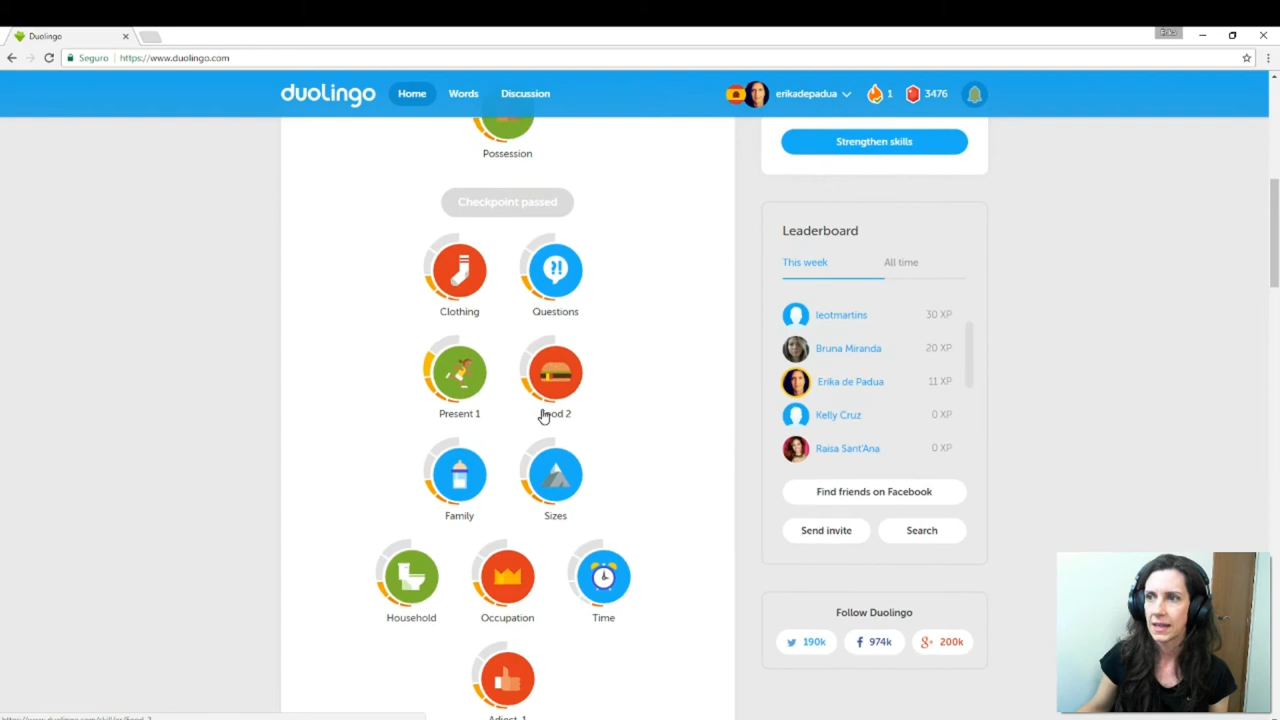 Duolingo
Erika
Seguro https://www.duolingo.com
duolingo Home Words Discussion erikadepadua 1 3476
Possession
Strengthen skills
Checkpoint passed
Clothing Questions
Present 1 Food 2
Family Sizes
Household Occupation Time
Adject. 1
Leaderboard
This week All time
leotmartins 30 XP
Bruna Miranda 20 XP
Erika de Padua 11 XP
Kelly Cruz 0 XP
Raisa Sant'Ana 0 XP
Find friends on Facebook
Send invite Search
Follow Duolingo
190k 974k 200k